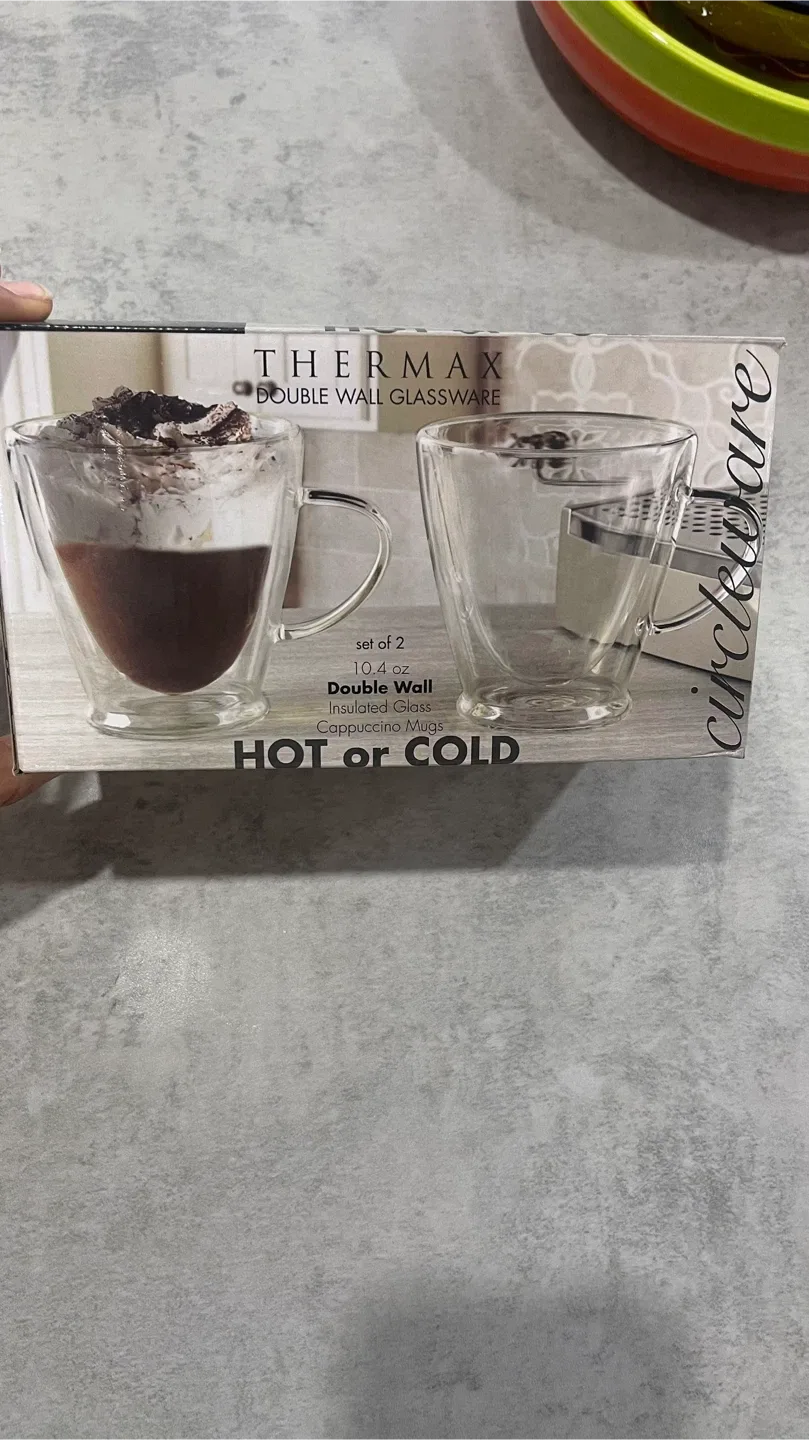 THERMAX
DOUBLE WALL GLASSWARE
circleware
set of 2
10.4 oz
Double Wall
Insulated Glass
Cappuccino Mugs
HOT or COLD